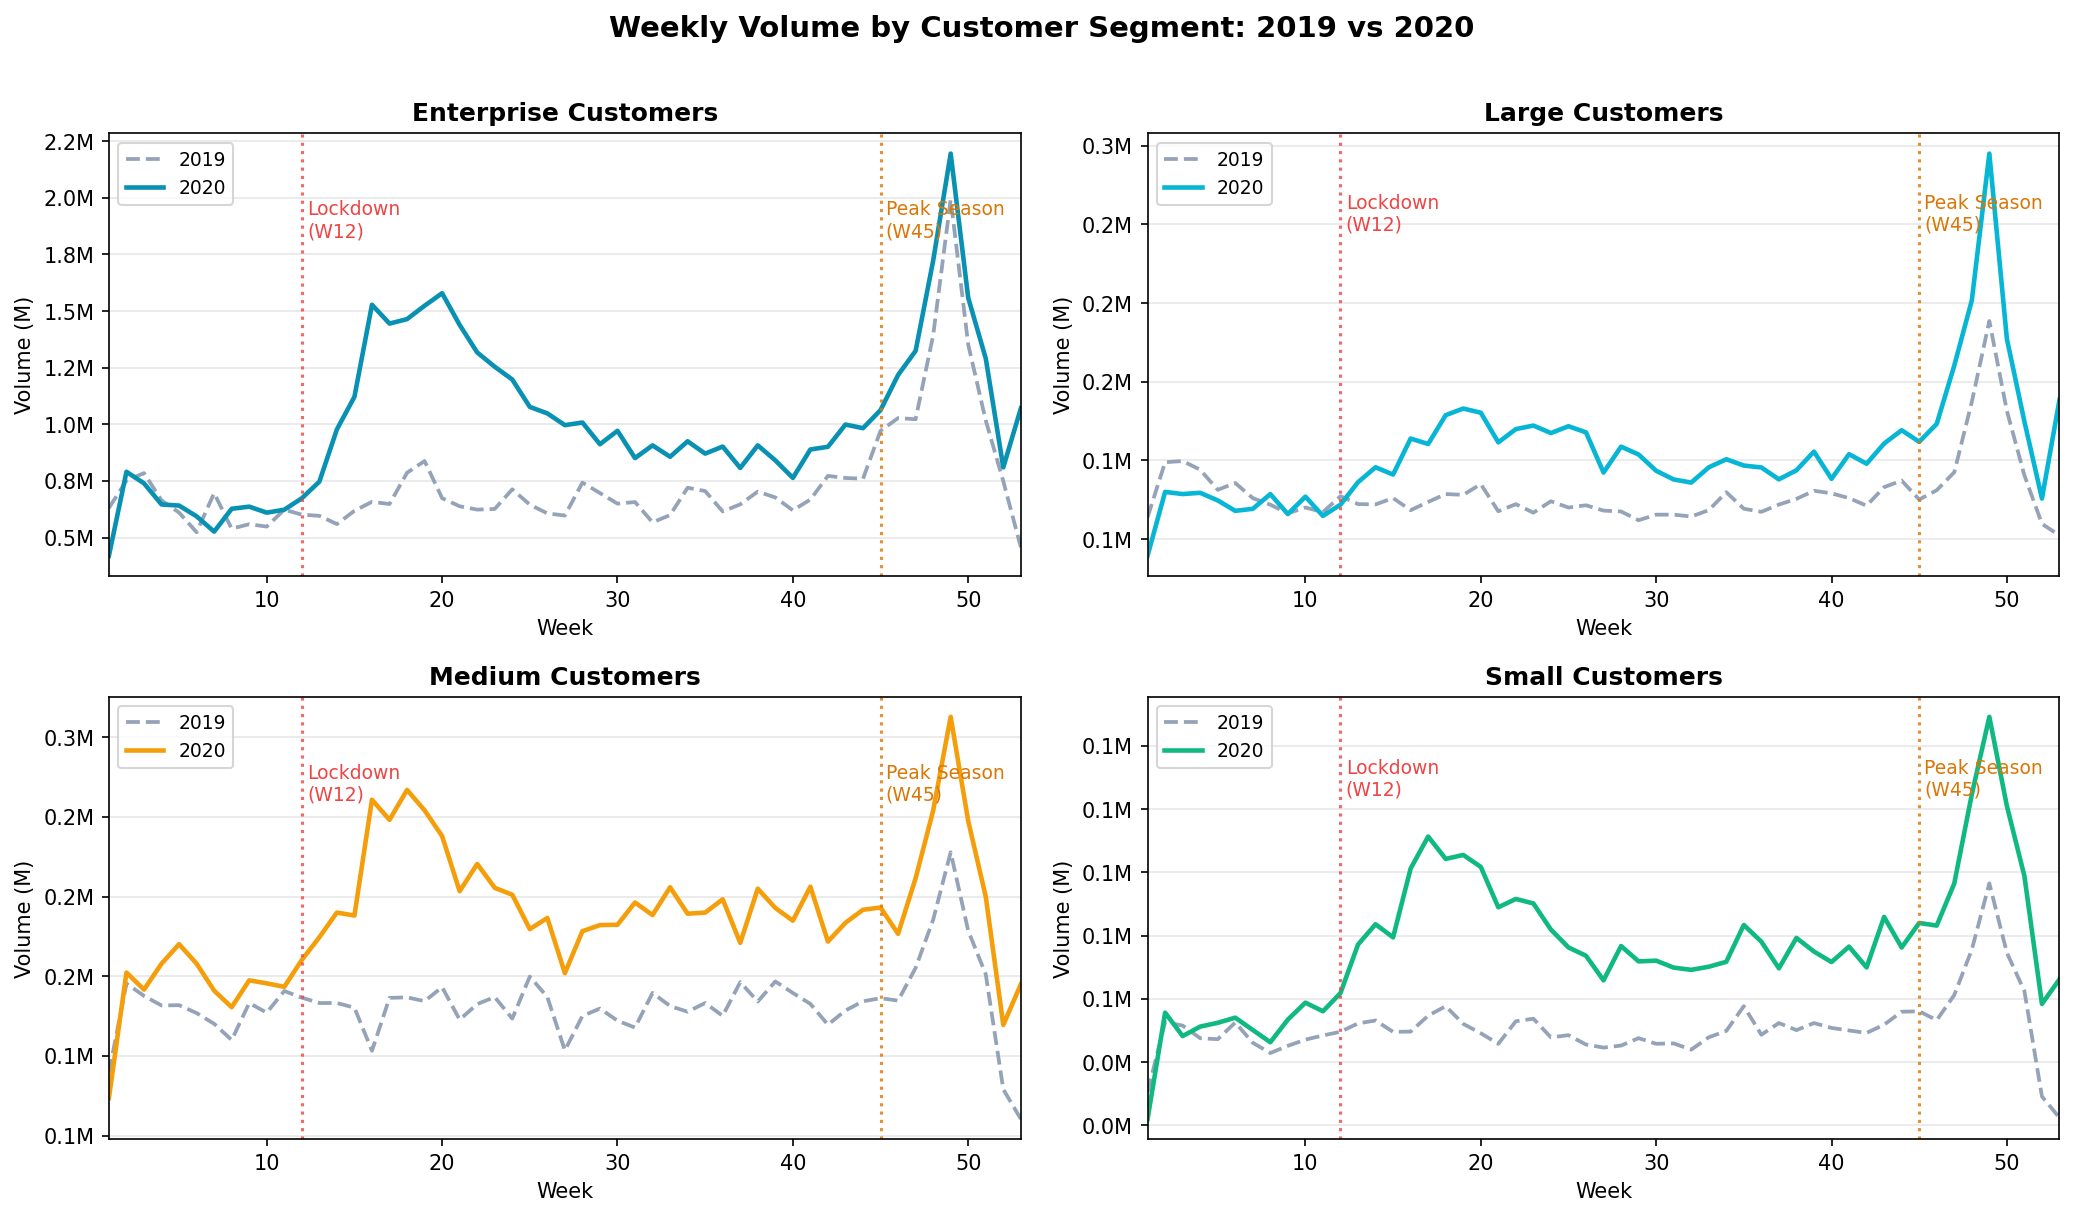 Weekly Volume by Customer Segment: 2019 vs 2020
Enterprise Customers
2019
2020
Lockdown
(W12)
Peak Season
(W45)
2.2M
2.0M
1.8M
1.5M
1.2M
1.0M
0.8M
0.5M
Volume (M)
10 20 30 40 50
Week
Large Customers
2019
2020
Lockdown
(W12)
Peak Season
(W45)
0.3M
0.2M
0.2M
0.2M
0.1M
0.1M
Volume (M)
10 20 30 40 50
Week
Medium Customers
2019
2020
Lockdown
(W12)
Peak Season
(W45)
0.3M
0.2M
0.2M
0.2M
0.1M
0.1M
Volume (M)
10 20 30 40 50
Week
Small Customers
2019
2020
Lockdown
(W12)
Peak Season
(W45)
0.1M
0.1M
0.1M
0.1M
0.1M
0.0M
0.0M
Volume (M)
10 20 30 40 50
Week